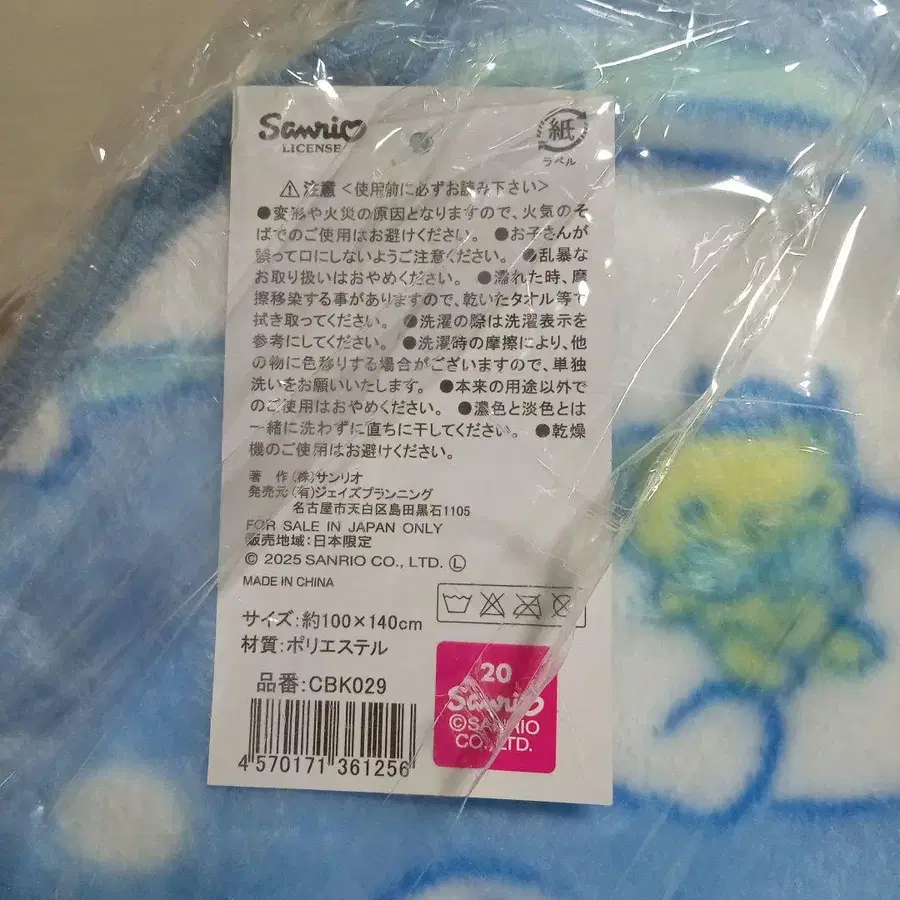 Sanrio
LICENSE
紙
ラベル
⚠注意<使用前に必ずお読み下さい>
●変形や火災の原因となりますので、火気のそ
ばでのご使用はお避けください。 ●お子さんが
誤って口にしないようご注意ください。●乱暴な
お取り扱いはおやめください。 ●濡れた時、摩
擦移染する事がありますので、乾いたタオル等で
拭き取ってください。 ●洗濯の際は洗濯表示を
参考にしてください。 ●洗濯時の摩擦により、他
の物に色移りする場合がございますので、単独
洗いをお願いいたします。 ●本来の用途以外で
のご使用はおやめください。 ●濃色と淡色とは
一緒に洗わずに直ちに干してください。●乾燥
機のご使用はお避けください。
著 作 (株)サンリオ
発売元 (有)ジェイズプランニング
名古屋市天白区島田黒石1105
FOR SALE IN JAPAN ONLY
販売地域:日本限定
© 2025 SANRIO CO., LTD. Ⓛ
MADE IN CHINA
サイズ:約100×140cm
材質:ポリエステル
品番:CBK029
4 570171 361256
20
Sanrio
©SANRIO
CO., LTD.